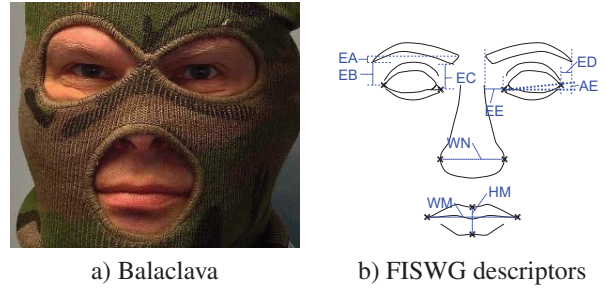 EA
EB
EC
ED
AE
EE
WN
WM
HM
a) Balaclava
b) FISWG descriptors